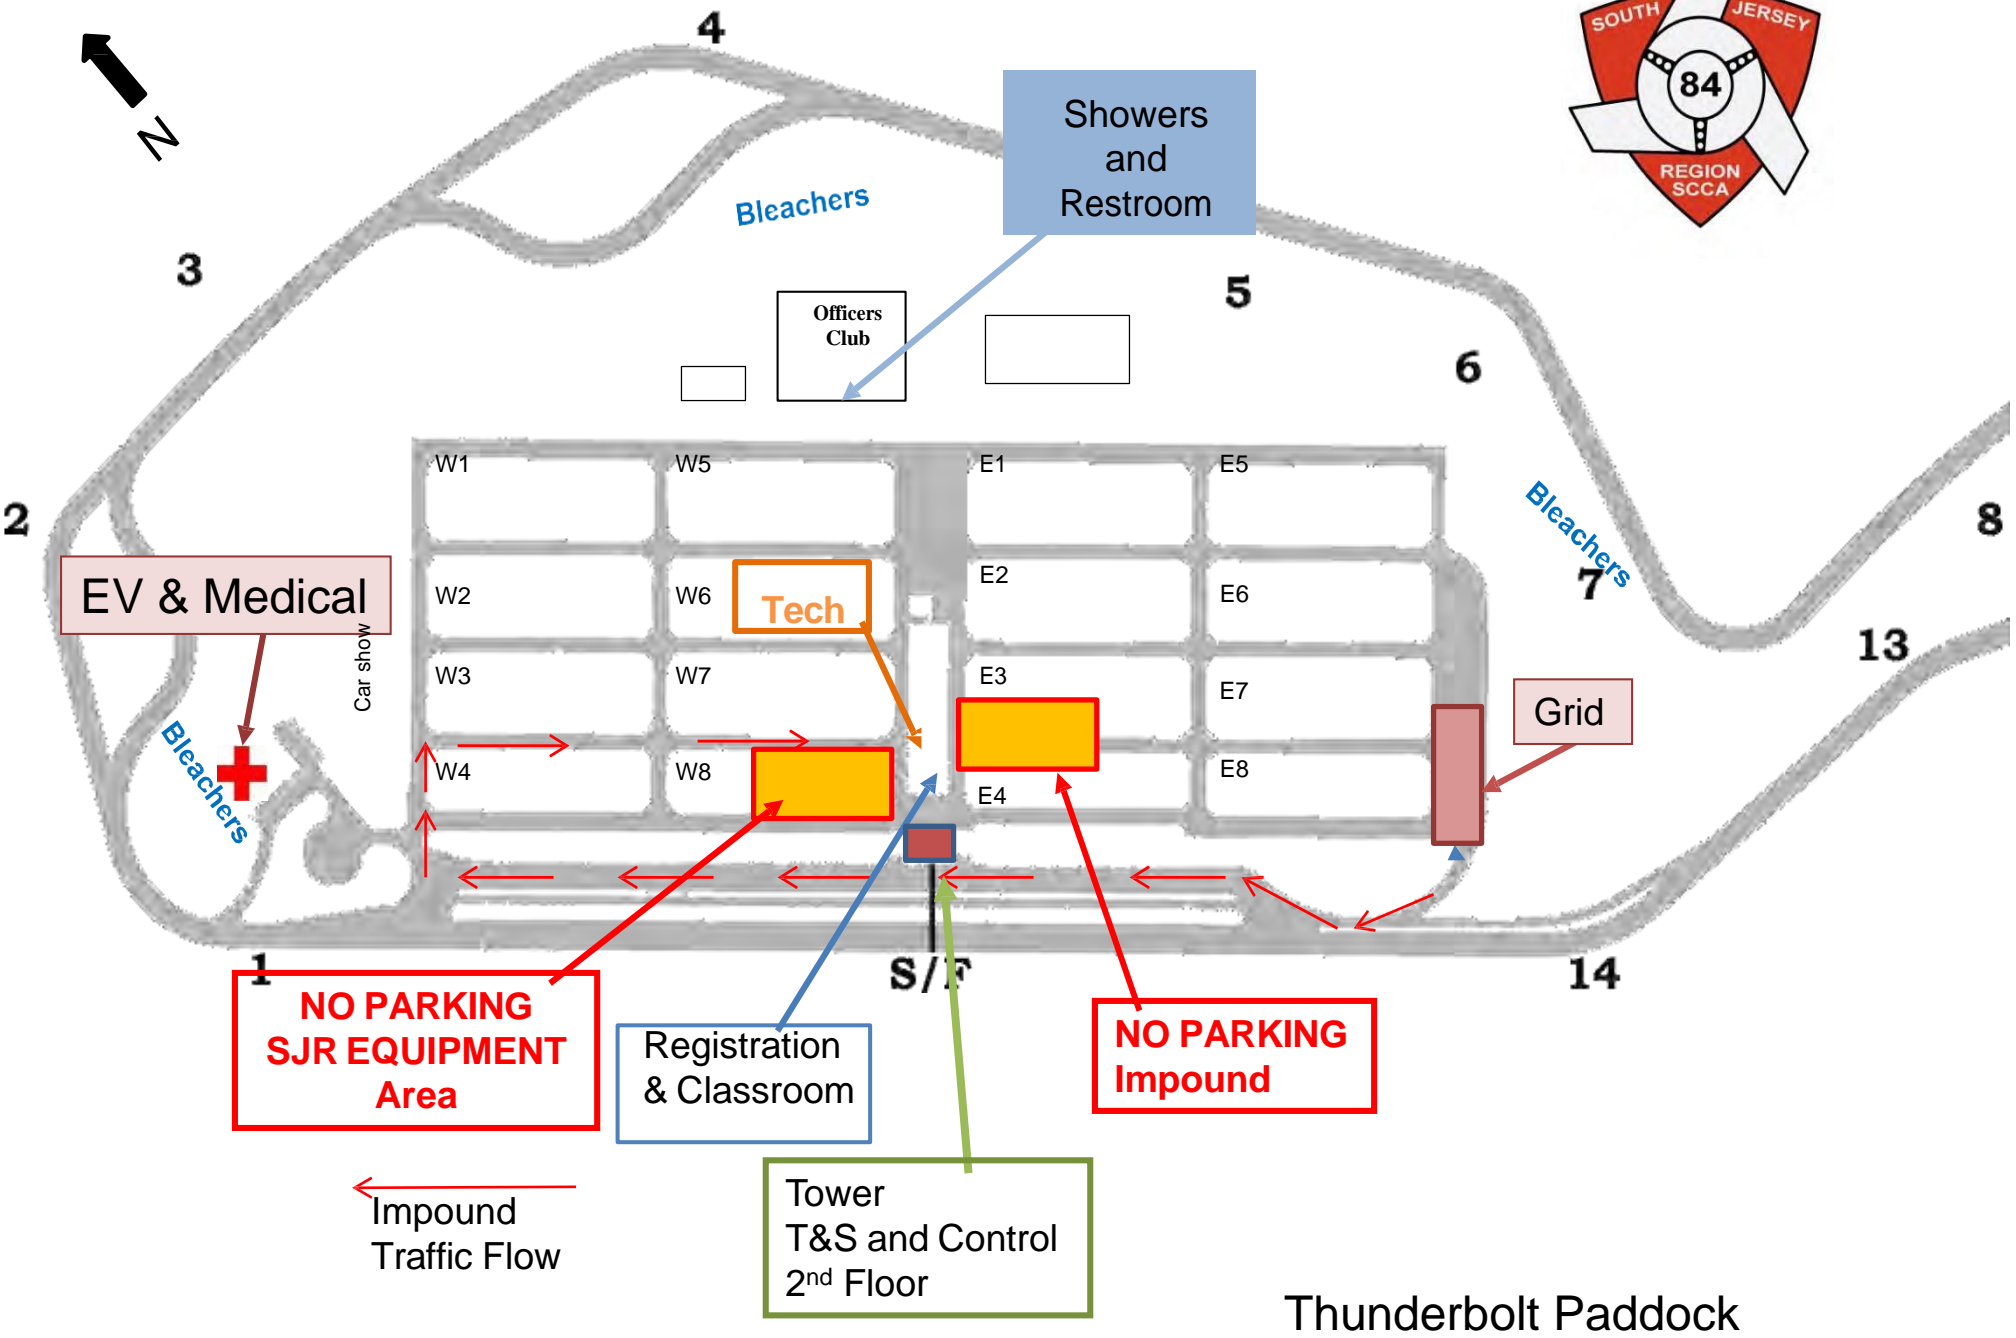 4
SOUTH
JERSEY
84
REGION
SCCA
N
Showers
and
Restroom
Bleachers
3
5
Officers
Club
6
W1
W5
E1
E5
Bleachers
2
8
EV & Medical
W2
W6
Tech
E2
E6
7
13
Car show
W3
W7
E3
E7
Grid
Bleachers
W4
W8
E4
E8
1
S/F
14
NO PARKING
SJR EQUIPMENT
Area
Registration
& Classroom
NO PARKING
Impound
Impound
Traffic Flow
Tower
T&S and Control
2nd Floor
Thunderbolt Paddock